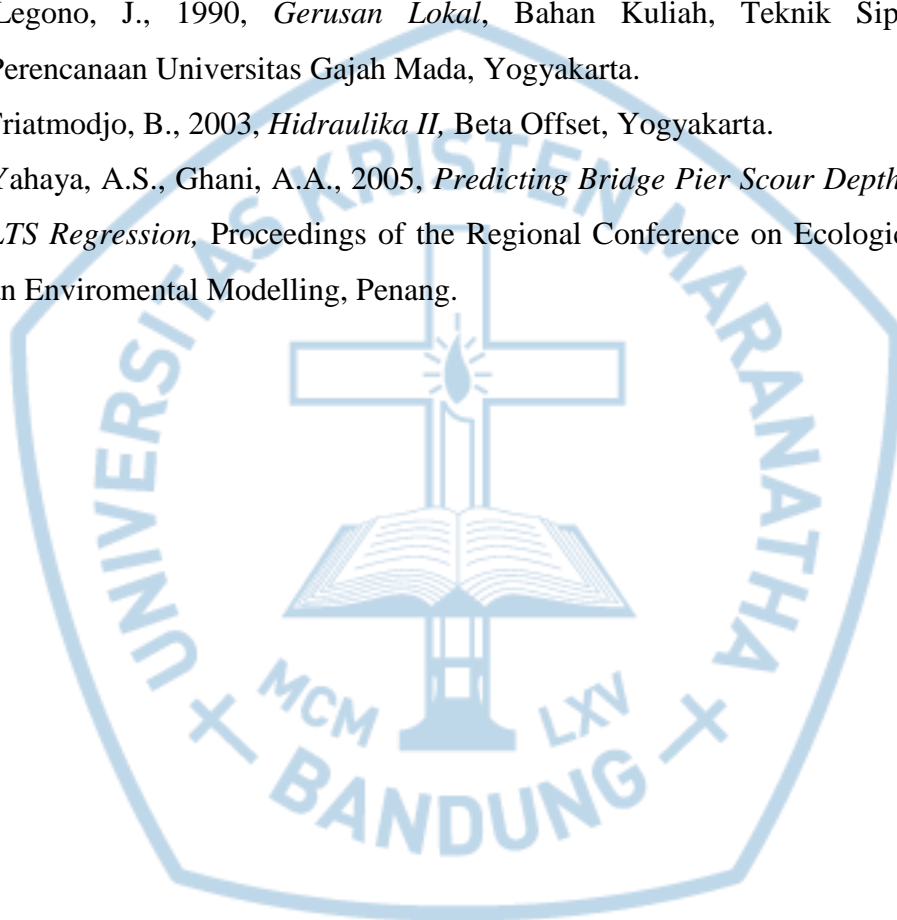 Legono, J., 1990, Gerusan Lokal, Bahan Kuliah, Teknik Sip
Perencanaan Universitas Gajah Mada, Yogyakarta.
Triatmodjo, B., 2003, Hidraulika II, Beta Offset, Yogyakarta.
Yahaya, A.S., Ghani, A.A., 2005, Predicting Bridge Pier Scour Depth
LTS Regression, Proceedings of the Regional Conference on Ecologic
an Enviromental Modelling, Penang.
UNIVERSITAS KRISTEN MARANATHA
MCM LXV
BANDUNG